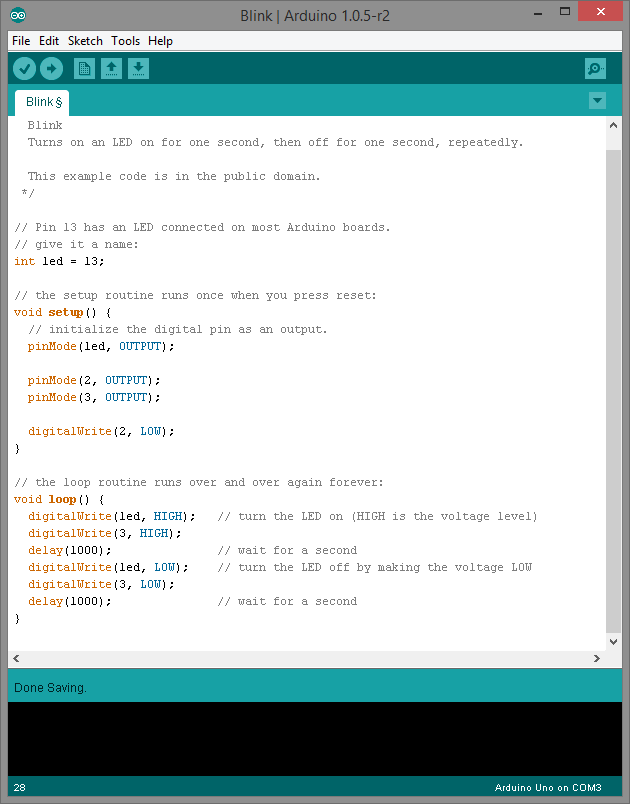 Blink | Arduino 1.0.5-r2
File Edit Sketch Tools Help
Blink §
Blink
Turns on an LED on for one second, then off for one second, repeatedly.
This example code is in the public domain.
*/
// Pin 13 has an LED connected on most Arduino boards.
// give it a name:
int led = 13;
// the setup routine runs once when you press reset:
void setup() {
// initialize the digital pin as an output.
pinMode(led, OUTPUT);
pinMode(2, OUTPUT);
pinMode(3, OUTPUT);
digitalWrite(2, LOW);
}
// the loop routine runs over and over again forever:
void loop() {
digitalWrite(led, HIGH);   // turn the LED on (HIGH is the voltage level)
digitalWrite(3, HIGH);
delay(1000);               // wait for a second
digitalWrite(led, LOW);    // turn the LED off by making the voltage LOW
digitalWrite(3, LOW);
delay(1000);               // wait for a second
}
Done Saving.
28 Arduino Uno on COM3